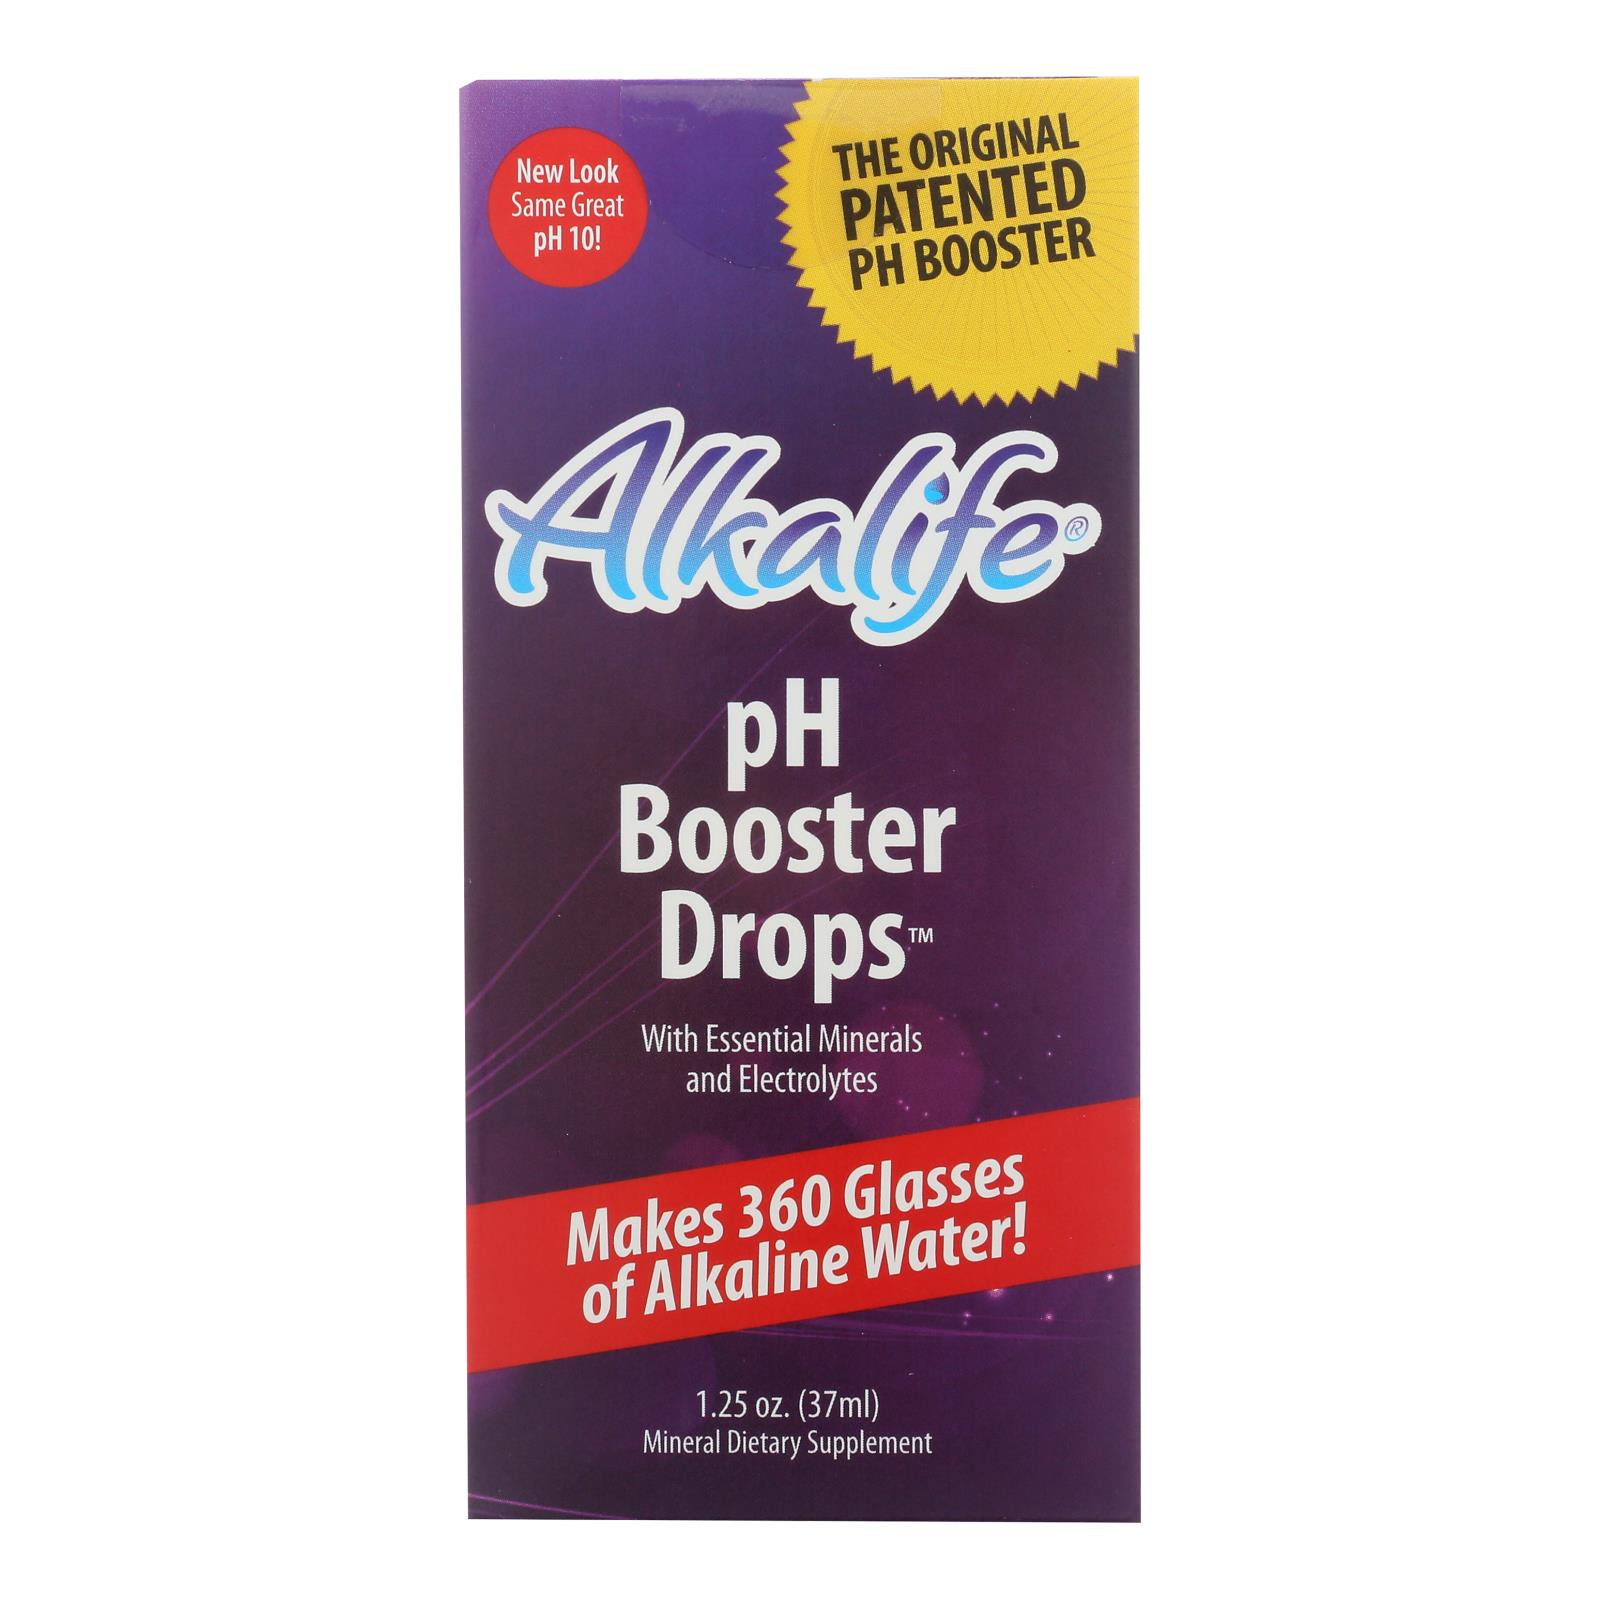 New Look
Same Great
pH 10!
THE ORIGINAL
PATENTED
PH BOOSTER
Alkalife®
pH
Booster
Drops™
With Essential Minerals
and Electrolytes
Makes 360 Glasses
of Alkaline Water!
1.25 oz. (37ml)
Mineral Dietary Supplement